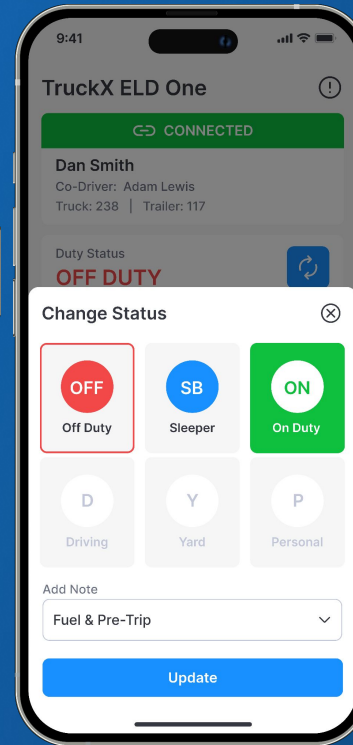 9:41
TruckX ELD One
CONNECTED
Dan Smith
Co-Driver: Adam Lewis
Truck: 238 | Trailer: 117
Duty Status
OFF DUTY
Change Status
OFF SB ON
Off Duty Sleeper On Duty
D Y P
Driving Yard Personal
Add Note
Fuel & Pre-Trip
Update